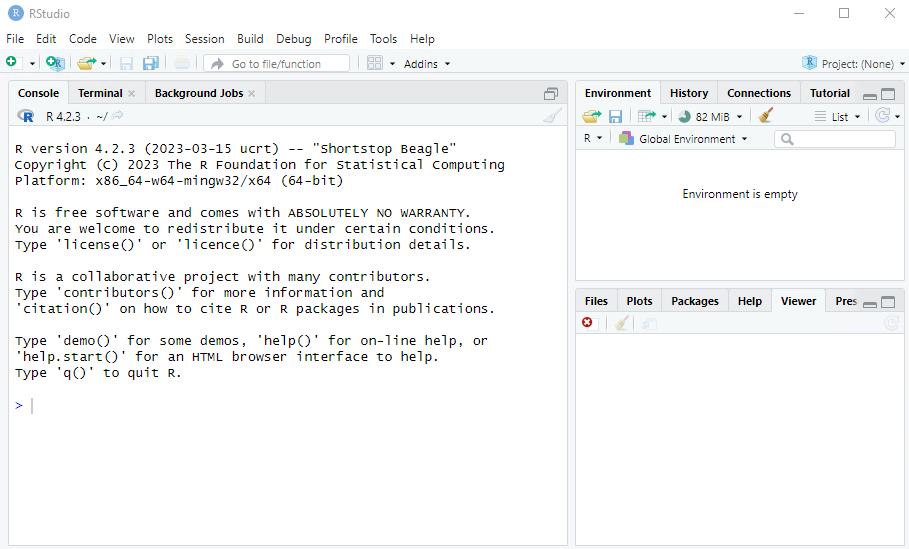 RStudio
File Edit Code View Plots Session Build Debug Profile Tools Help
Go to file/function Addins Project: (None)
Console Terminal Background Jobs
R 4.2.3 · ~/
R version 4.2.3 (2023-03-15 ucrt) -- "Shortstop Beagle"
Copyright (C) 2023 The R Foundation for Statistical Computing
Platform: x86_64-w64-mingw32/x64 (64-bit)
R is free software and comes with ABSOLUTELY NO WARRANTY.
You are welcome to redistribute it under certain conditions.
Type 'license()' or 'licence()' for distribution details.
R is a collaborative project with many contributors.
Type 'contributors()' for more information and
'citation()' on how to cite R or R packages in publications.
Type 'demo()' for some demos, 'help()' for on-line help, or
'help.start()' for an HTML browser interface to help.
Type 'q()' to quit R.
>
Environment History Connections Tutorial
82 MiB List
R Global Environment
Environment is empty
Files Plots Packages Help Viewer Pres